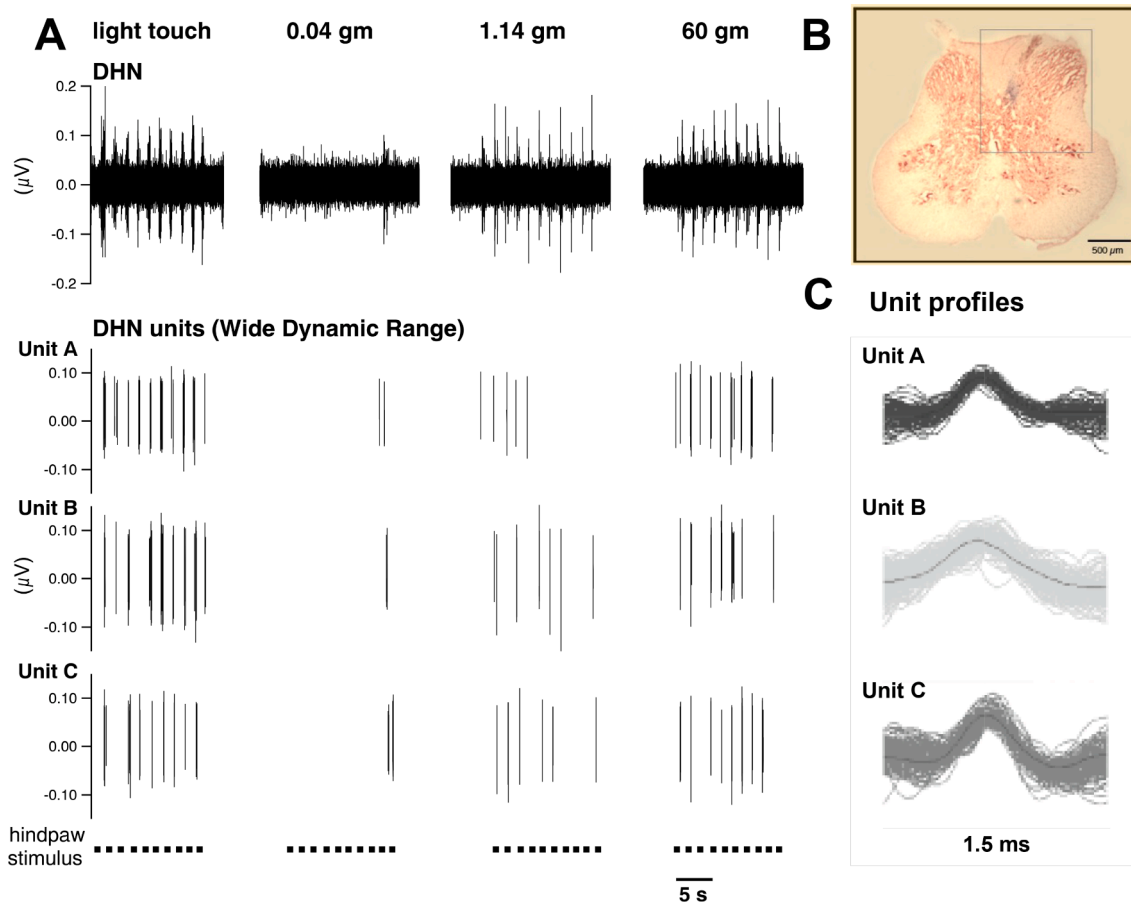 A
light touch 0.04 gm 1.14 gm 60 gm
DHN
0.2
0.1
0.0
-0.1
-0.2
(µV)
DHN units (Wide Dynamic Range)
Unit A
0.10
0.00
-0.10
Unit B
0.10
0.00
-0.10
(µV)
Unit C
0.10
0.00
-0.10
hindpaw
stimulus
5 s
B
500 µm
C Unit profiles
Unit A
Unit B
Unit C
1.5 ms